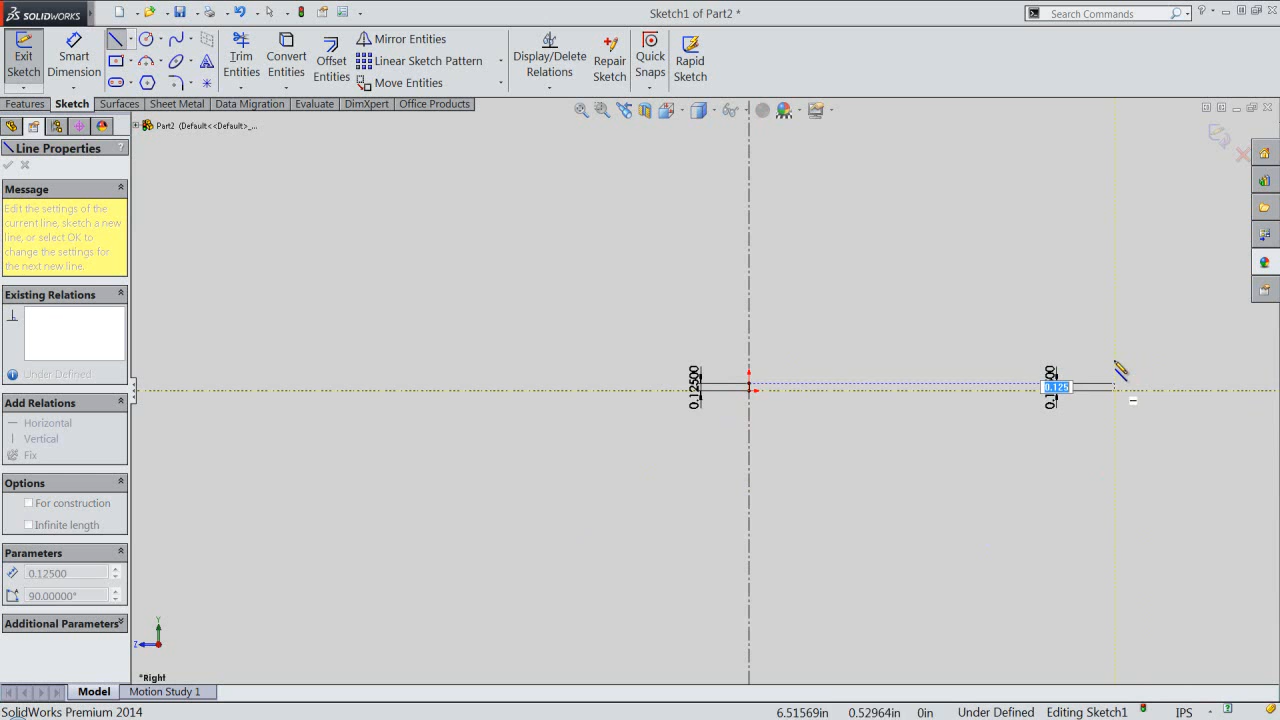 SOLIDWORKS
Sketch1 of Part2 *
Search Commands
Exit Sketch
Smart Dimension
Trim Entities
Convert Entities
Offset Entities
Mirror Entities
Linear Sketch Pattern
Move Entities
Display/Delete Relations
Repair Sketch
Quick Snaps
Rapid Sketch
Features Sketch Surfaces Sheet Metal Data Migration Evaluate DimXpert Office Products
Part2 (Default<<Default>_...
Line Properties ?
Message
Edit the settings of the
current line, sketch a new
line, or select OK to
change the settings for
the next new line.
Existing Relations
Under Defined
Add Relations
Horizontal
Vertical
Fix
Options
For construction
Infinite length
Parameters
0.12500
90.00000°
Additional Parameters
0.12500
0.125
Y
Z
*Right
Model Motion Study 1
SolidWorks Premium 2014
6.51569in 0.52964in 0in Under Defined Editing Sketch1 IPS